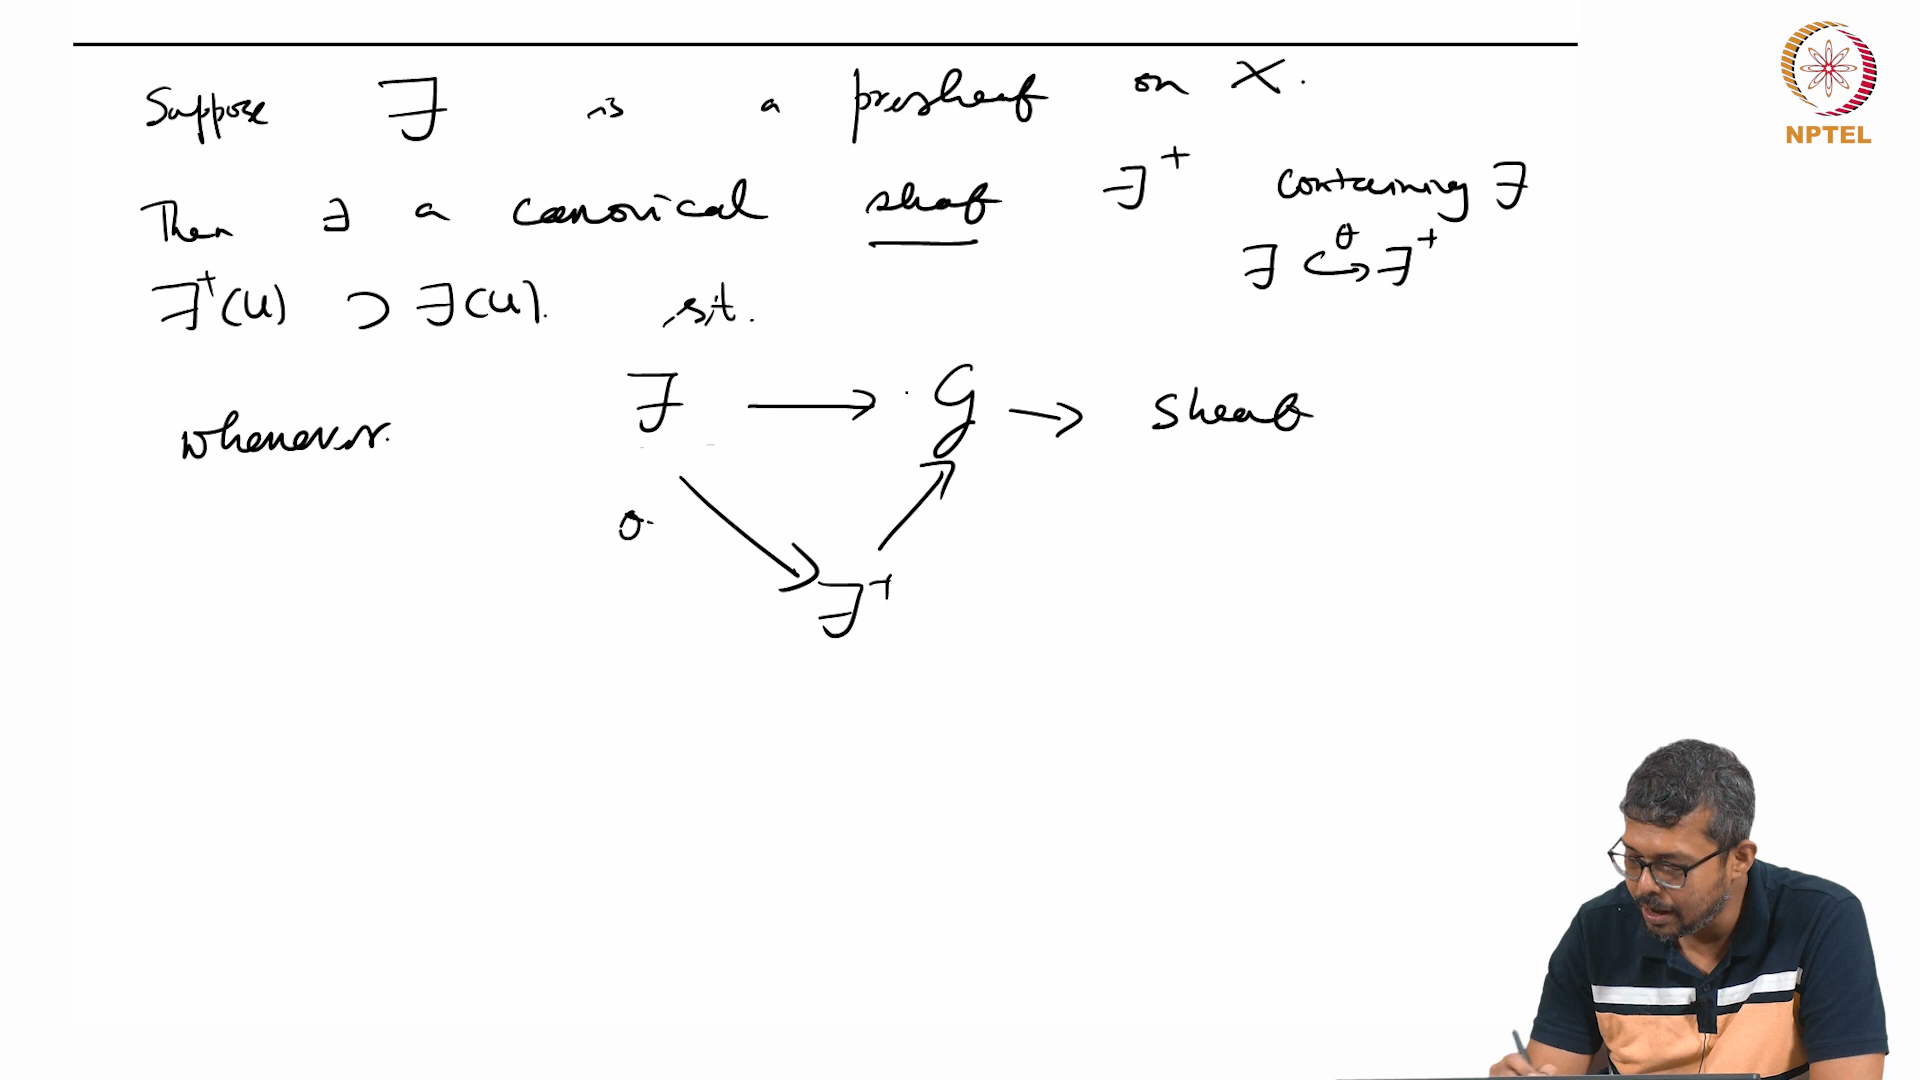 Suppose F is a presheaf on X.
Then ∃ a canonical sheaf F⁺ containing F
F ↪θ F⁺
F⁺(U) ⊃ F(U). s.t.
whenever F → G → Sheaf
θ
F⁺
NPTEL